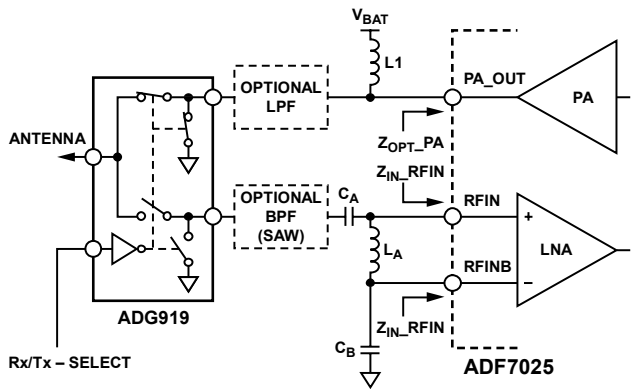 V_BAT
L1
PA_OUT
PA
OPTIONAL
LPF
ANTENNA
Z_OPT_PA
Z_IN_RFIN
OPTIONAL
BPF
(SAW)
C_A
RFIN
+
L_A
LNA
RFINB
–
Z_IN_RFIN
C_B
ADG919
Rx/Tx – SELECT
ADF7025